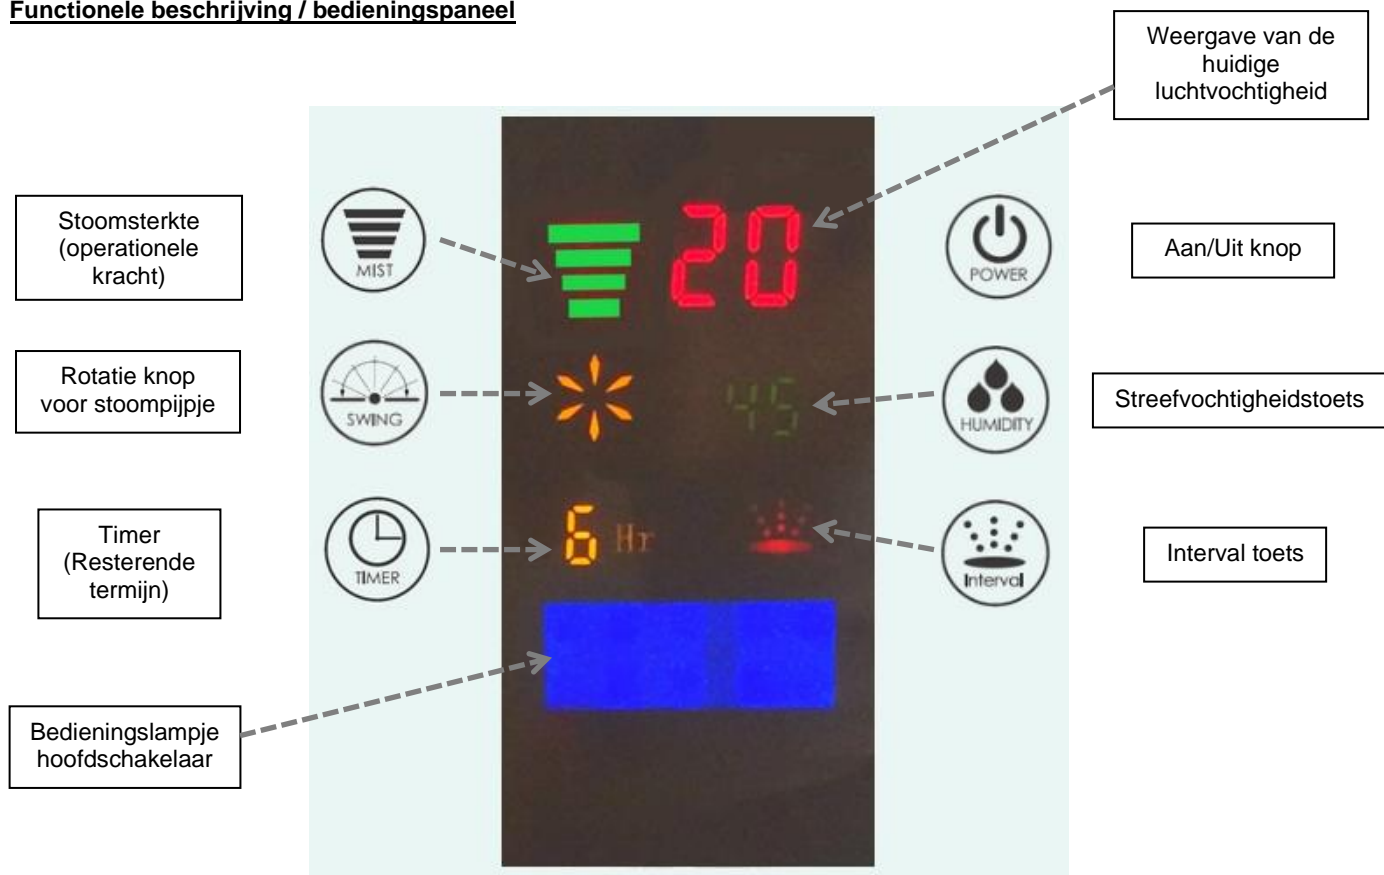 Functionele beschrijving / bedieningspaneel
Weergave van de
huidige
luchtvochtigheid
Stoomsterkte
(operationele
kracht)
MIST
20
POWER
Aan/Uit knop
Rotatie knop
voor stoompijpje
SWING
45
HUMIDITY
Streefvochtigheidstoets
Timer
(Resterende
termijn)
TIMER
6 Hr
Interval
Interval toets
Bedieningslampje
hoofdschakelaar